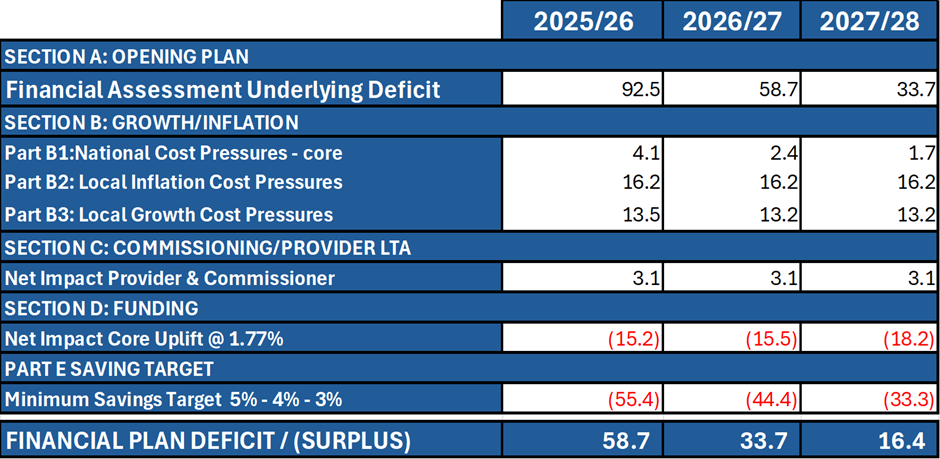 2025/26 2026/27 2027/28
SECTION A: OPENING PLAN
Financial Assessment Underlying Deficit 92.5 58.7 33.7
SECTION B: GROWTH/INFLATION
Part B1:National Cost Pressures - core 4.1 2.4 1.7
Part B2: Local Inflation Cost Pressures 16.2 16.2 16.2
Part B3: Local Growth Cost Pressures 13.5 13.2 13.2
SECTION C: COMMISSIONING/PROVIDER LTA
Net Impact Provider & Commissioner 3.1 3.1 3.1
SECTION D: FUNDING
Net Impact Core Uplift @ 1.77% (15.2) (15.5) (18.2)
PART E SAVING TARGET
Minimum Savings Target 5% - 4% - 3% (55.4) (44.4) (33.3)
FINANCIAL PLAN DEFICIT / (SURPLUS) 58.7 33.7 16.4